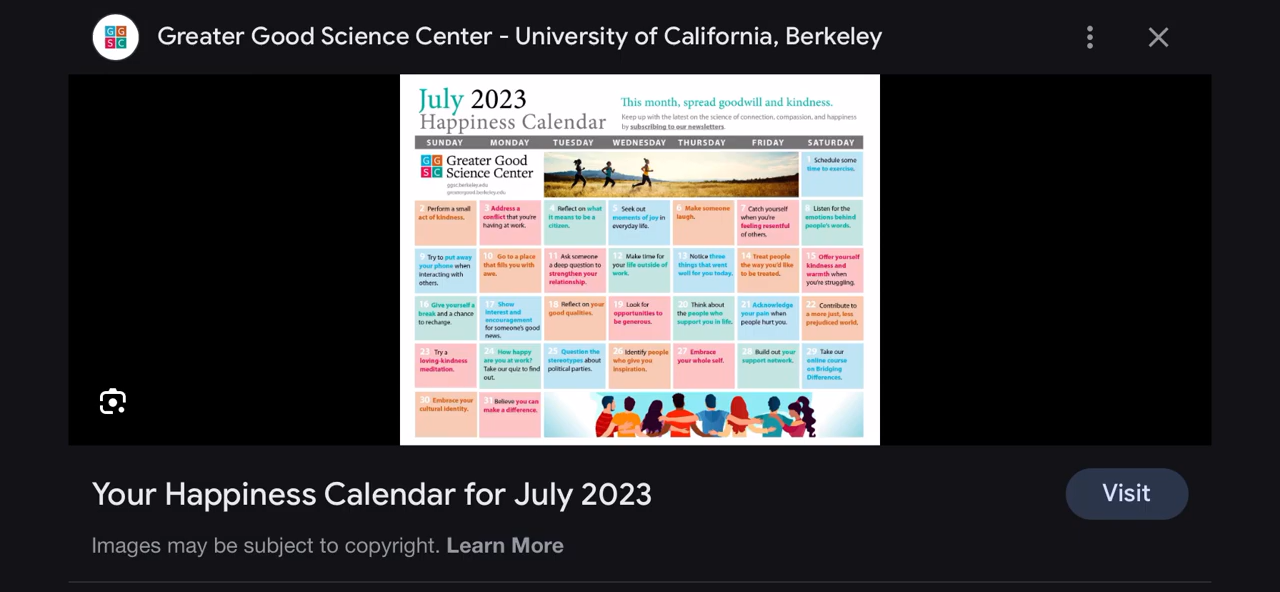 GG
SC
Greater Good Science Center - University of California, Berkeley
July 2023
Happiness Calendar
This month, spread goodwill and kindness.
Keep up with the latest on the science of connection, compassion, and happiness
by subscribing to our newsletters.
SUNDAY MONDAY TUESDAY WEDNESDAY THURSDAY FRIDAY SATURDAY
GG
SC
Greater Good
Science Center
ggsc.berkeley.edu
greatergood.berkeley.edu
1 Schedule some
time to exercise.
2 Perform a small
act of kindness.
3 Address a
conflict that you're
having at work.
4 Reflect on what
it means to be a
citizen.
5 Seek out
moments of joy in
everyday life.
6 Make someone
laugh.
7 Catch yourself
when you're
feeling resentful
of others.
8 Listen for the
emotions behind
people's words.
9 Try to put away
your phone when
interacting with
others.
10 Go to a place
that fills you with
awe.
11 Ask someone
a deep question to
strengthen your
relationship.
12 Make time for
your life outside of
work.
13 Notice three
things that went
well for you today.
14 Treat people
the way you'd like
to be treated.
15 Offer yourself
kindness and
warmth when
you're struggling.
16 Give yourself a
break and a chance
to recharge.
17 Show
interest and
encouragement
for someone's good
news.
18 Reflect on your
good qualities.
19 Look for
opportunities to
be generous.
20 Think about
the people who
support you in life.
21 Acknowledge
your pain when
people hurt you.
22 Contribute to
a more just, less
prejudiced world.
23 Try a
loving-kindness
meditation.
24 How happy
are you at work?
Take our quiz to find
out.
25 Question the
stereotypes about
political parties.
26 Identify people
who give you
inspiration.
27 Embrace
your whole self.
28 Build out your
support network.
29 Take our
online course
on Bridging
Differences.
30 Embrace your
cultural identity.
31 Believe you can
make a difference.
Your Happiness Calendar for July 2023
Visit
Images may be subject to copyright. Learn More